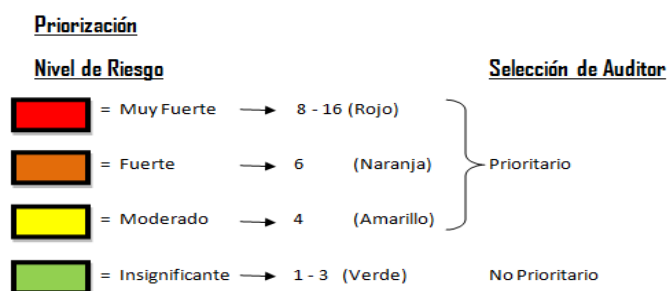 Priorización
Nivel de Riesgo Selección de Auditor
= Muy Fuerte 8 - 16 (Rojo)
= Fuerte 6 (Naranja) Prioritario
= Moderado 4 (Amarillo)
= Insignificante 1 - 3 (Verde) No Prioritario